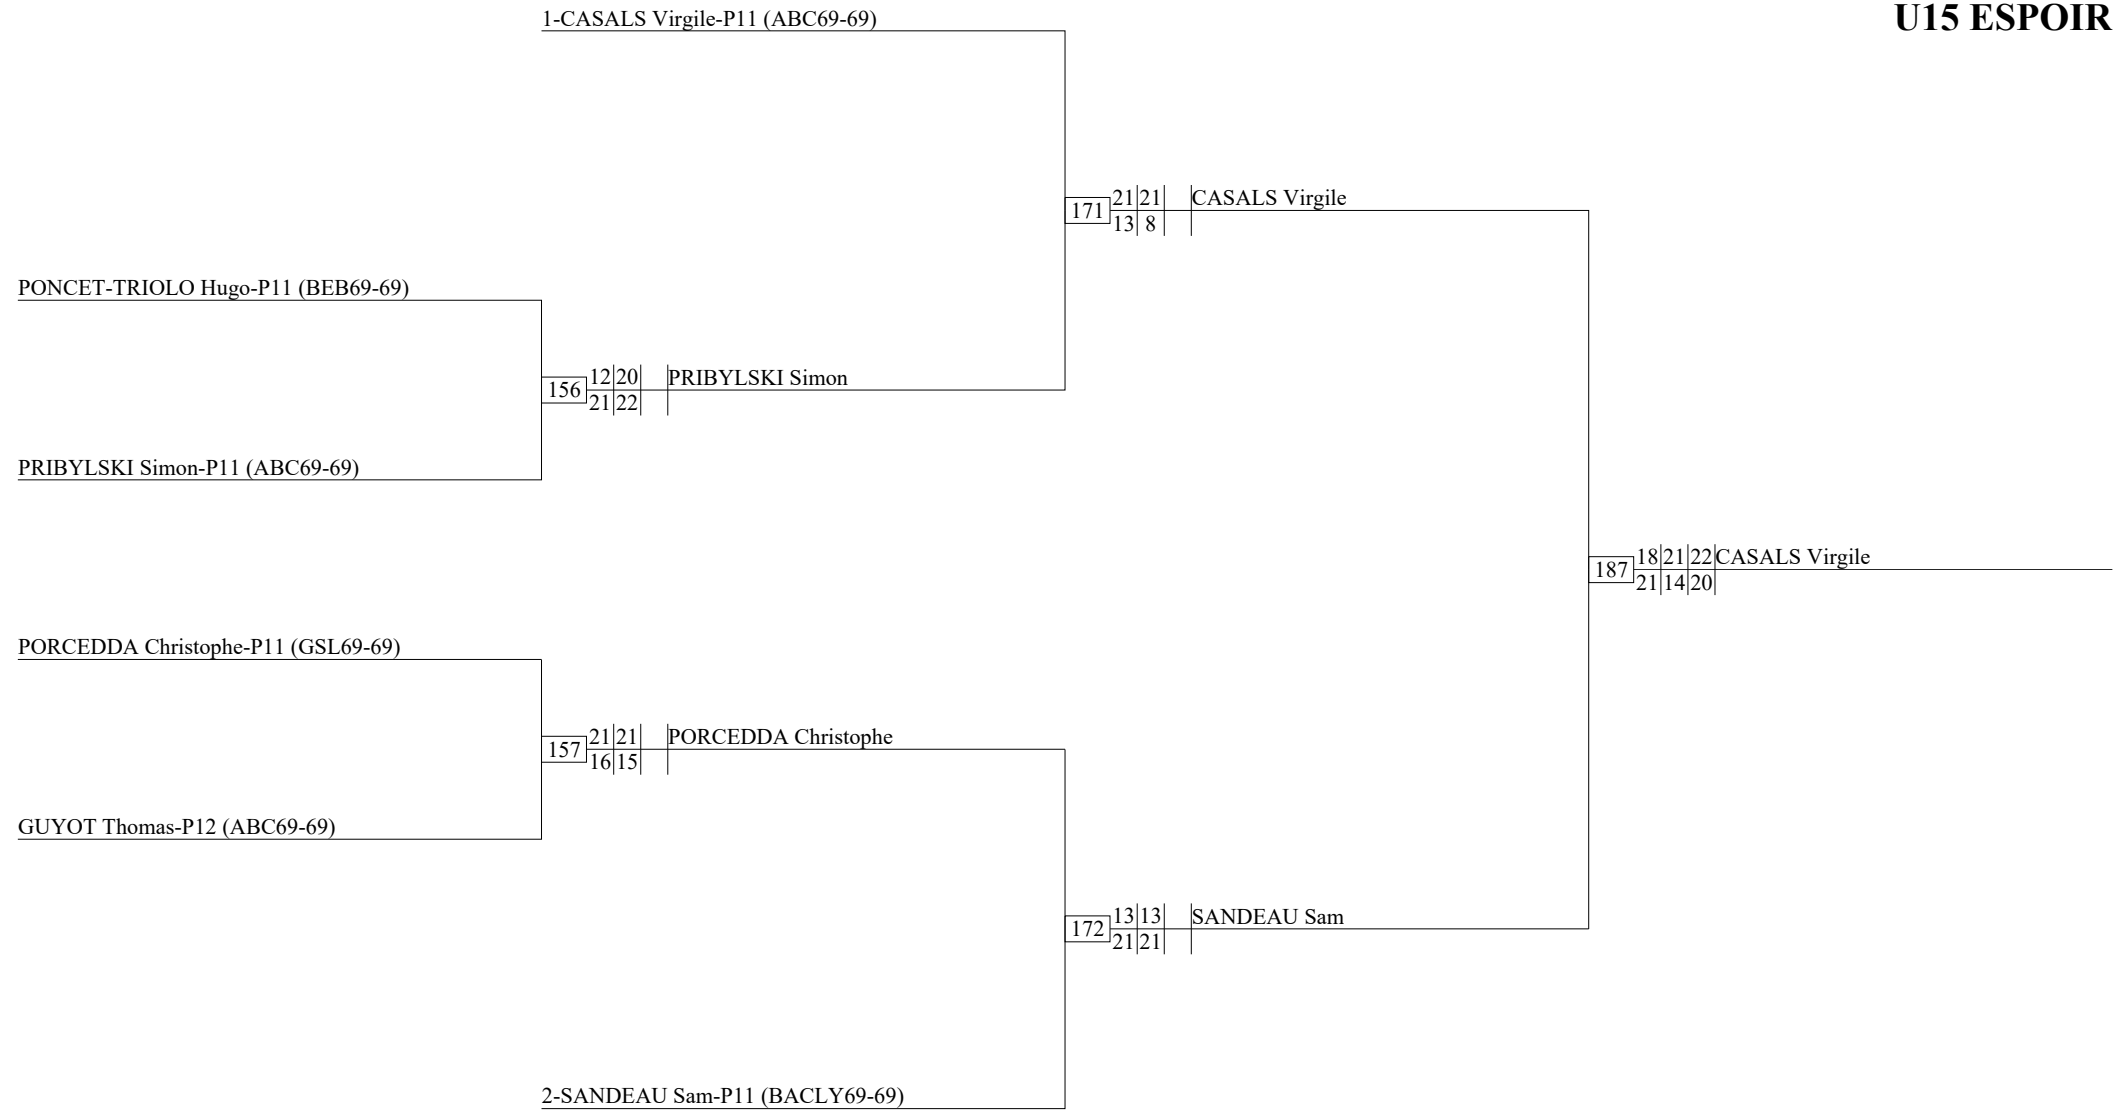 U15 ESPOIR
1-CASALS Virgile-P11 (ABC69-69)
171 21 21 CASALS Virgile
13 8
PONCET-TRIOLO Hugo-P11 (BEB69-69)
156 12 20 PRIBYLSKI Simon
21 22
PRIBYLSKI Simon-P11 (ABC69-69)
187 18 21 22 CASALS Virgile
21 14 20
PORCEDDA Christophe-P11 (GSL69-69)
157 21 21 PORCEDDA Christophe
16 15
GUYOT Thomas-P12 (ABC69-69)
172 13 13 SANDEAU Sam
21 21
2-SANDEAU Sam-P11 (BACLY69-69)